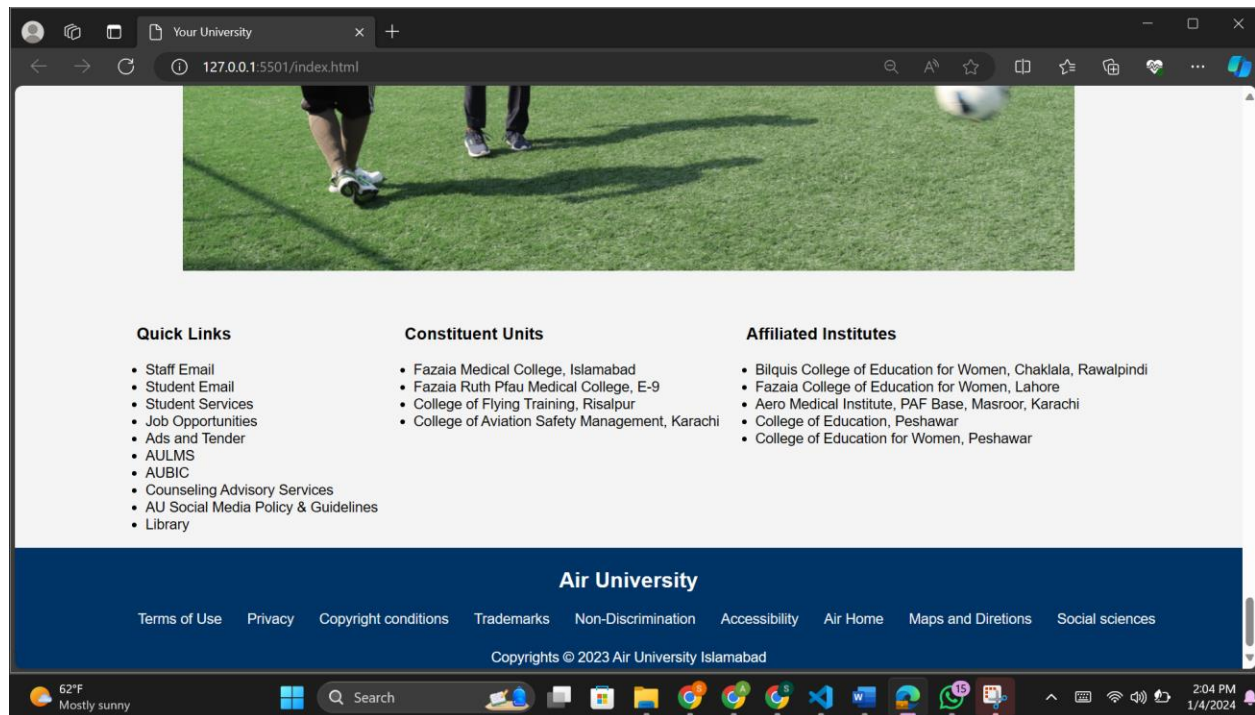 Your University
127.0.0.1:5501/index.html
Quick Links
Staff Email
Student Email
Student Services
Job Opportunities
Ads and Tender
AULMS
AUBIC
Counseling Advisory Services
AU Social Media Policy & Guidelines
Library
Constituent Units
Fazaia Medical College, Islamabad
Fazaia Ruth Pfau Medical College, E-9
College of Flying Training, Risalpur
College of Aviation Safety Management, Karachi
Affiliated Institutes
Bilquis College of Education for Women, Chaklala, Rawalpindi
Fazaia College of Education for Women, Lahore
Aero Medical Institute, PAF Base, Masroor, Karachi
College of Education, Peshawar
College of Education for Women, Peshawar
Air University
Terms of Use Privacy Copyright conditions Trademarks Non-Discrimination Accessibility Air Home Maps and Diretions Social sciences
Copyrights © 2023 Air University Islamabad
62°F
Mostly sunny
Search
15
2:04 PM
1/4/2024